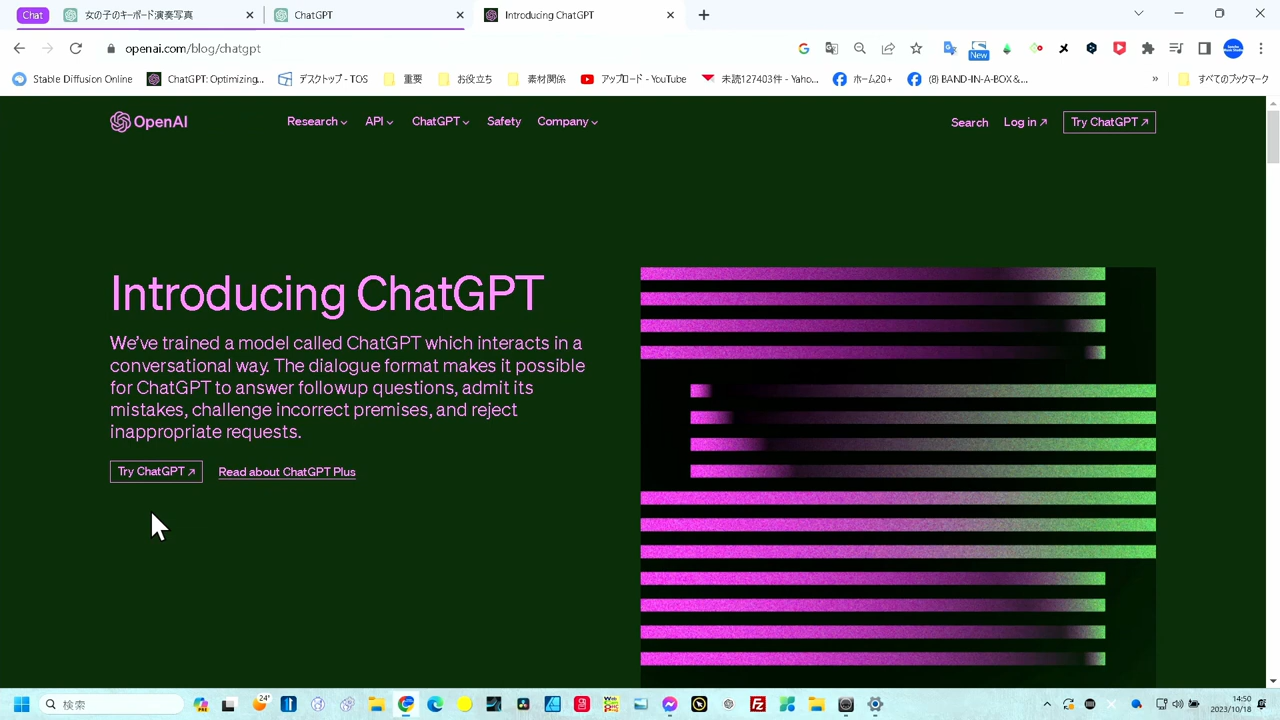 Chat
女の子のキーボード演奏写真
ChatGPT
Introducing ChatGPT
openai.com/blog/chatgpt
New
Stable Diffusion Online
ChatGPT: Optimizing...
デスクトップ - TOS
重要
お役立ち
素材関係
アップロード - YouTube
未読127403件 - Yaho...
ホーム20+
(8) BAND-IN-A-BOX &...
»
すべてのブックマーク
OpenAI
Research
API
ChatGPT
Safety
Company
Search
Log in ↗
Try ChatGPT ↗
Introducing ChatGPT
We’ve trained a model called ChatGPT which interacts in a
conversational way. The dialogue format makes it possible
for ChatGPT to answer followup questions, admit its
mistakes, challenge incorrect premises, and reject
inappropriate requests.
Try ChatGPT ↗
Read about ChatGPT Plus
検索
24°
14:50
2023/10/18